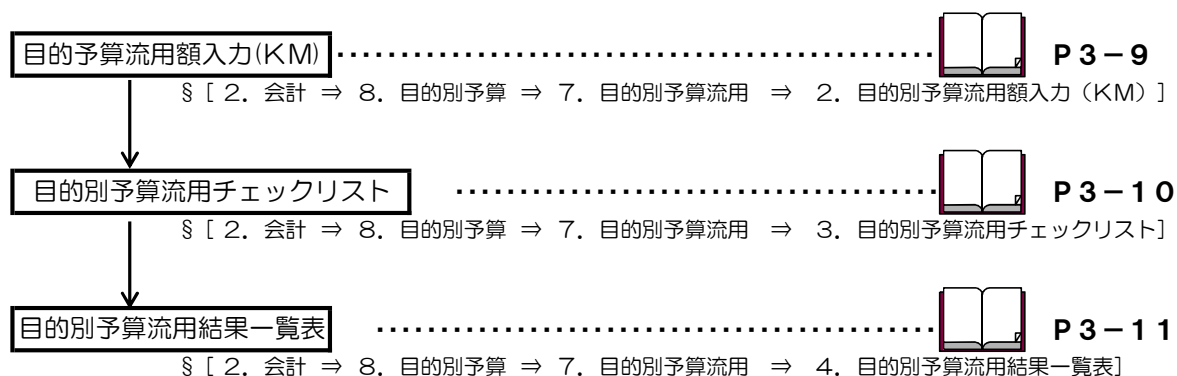 目的予算流用額入力(KM)・・・・・・・・・・・・・・・・・・・・・・・・・・・・・・・・・・・・・・・・・・・・・・・ P3-9
§［２．会計 ⇒ ８．目的別予算 ⇒ ７．目的別予算流用 ⇒ ２．目的別予算流用額入力（KM）］
目的別予算流用チェックリスト ・・・・・・・・・・・・・・・・・・・・・・・・・・・・・・・・・・・・・・ P3-10
§［２．会計 ⇒ ８．目的別予算 ⇒ ７．目的別予算流用 ⇒ ３．目的別予算流用チェックリスト］
目的別予算流用結果一覧表 ・・・・・・・・・・・・・・・・・・・・・・・・・・・・・・・・・・・・・・・・・・・・ P3-11
§［２．会計 ⇒ ８．目的別予算 ⇒ ７．目的別予算流用 ⇒ ４．目的別予算流用結果一覧表］